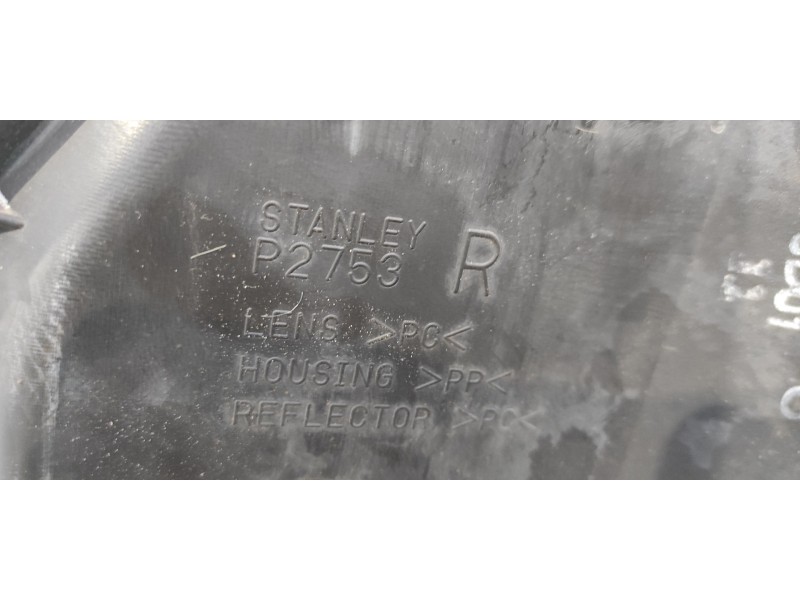 STANLEY
P2753 R
LENS >PC<
HOUSING >PP<
REFLECTOR >PC<